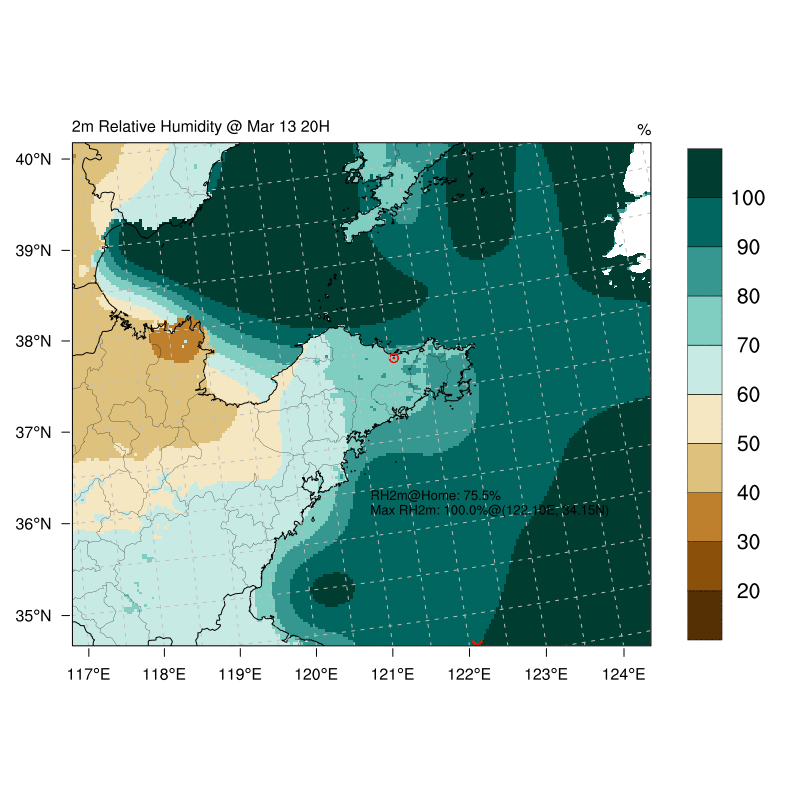 2m Relative Humidity @ Mar 13 20H
%
40°N
39°N
38°N
37°N
36°N
35°N
117°E
118°E
119°E
120°E
121°E
122°E
123°E
124°E
100
90
80
70
60
50
40
30
20
RH2m@Home: 75.5%
Max RH2m: 100.0%@(122.10E, 34.15N)